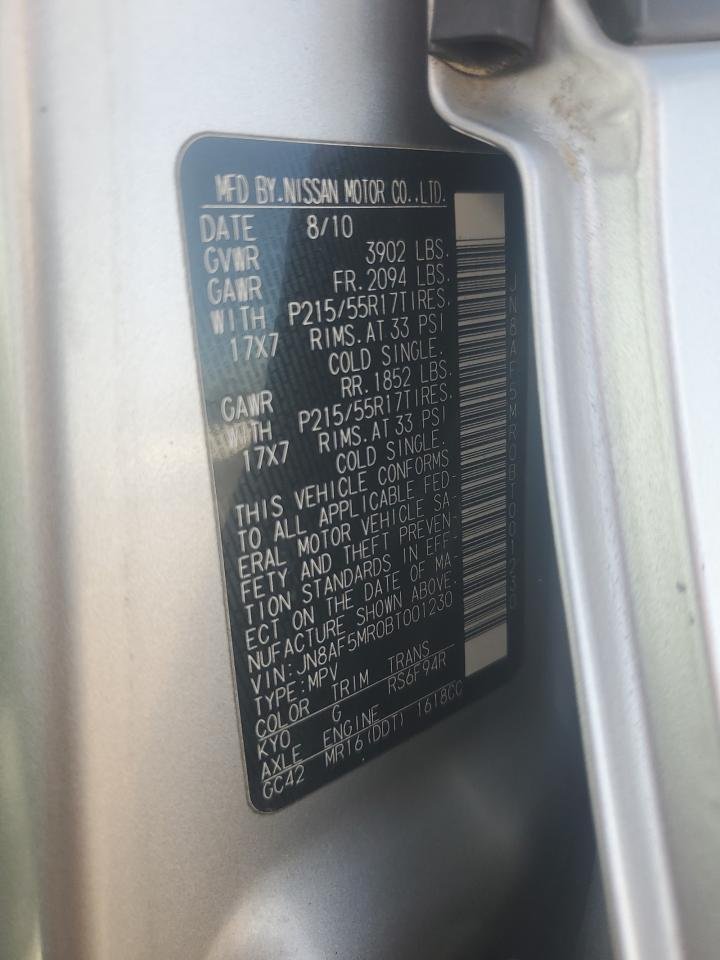 MFD BY.NISSAN MOTOR CO.,LTD.
DATE 8/10
GVWR 3902 LBS.
GAWR FR.2094 LBS.
WITH P215/55R17TIRES,
17X7 RIMS.AT 33 PSI
COLD SINGLE.
GAWR RR.1852 LBS.
WITH P215/55R17TIRES,
17X7 RIMS.AT 33 PSI
COLD SINGLE.
THIS VEHICLE CONFORMS
TO ALL APPLICABLE FED-
ERAL MOTOR VEHICLE SA-
FETY AND THEFT PREVEN-
TION STANDARDS IN EFF-
ECT ON THE DATE OF MA-
NUFACTURE SHOWN ABOVE.
VIN:JN8AF5MR0BT001230
TYPE:MPV
COLOR TRIM TRANS
KY0 G RS6F94R
AXLE ENGINE
GC42 MR16(DDT) 1618CC
JN8AF5MR0BT001230